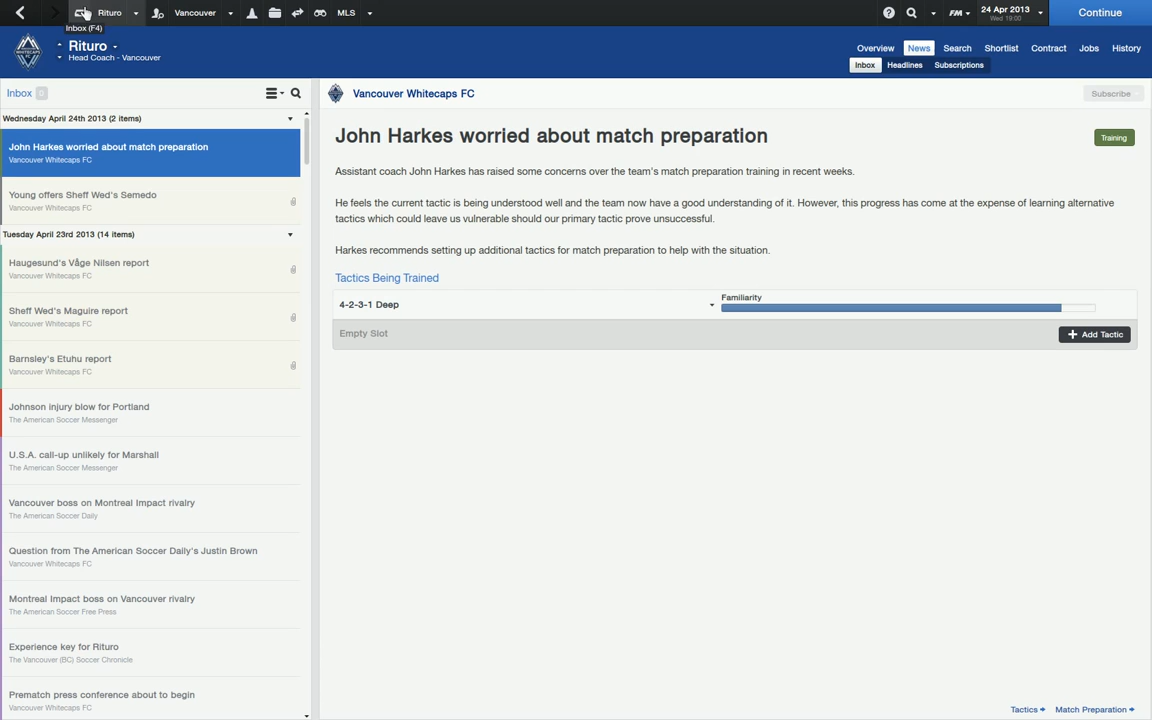 Rituro
Vancouver
MLS
FM
24 Apr 2013
Wed 19:00
Continue
Inbox (F4)
Rituro
Head Coach - Vancouver
Overview
News
Search
Shortlist
Contract
Jobs
History
Inbox
Headlines
Subscriptions
Inbox
Vancouver Whitecaps FC
Subscribe
Wednesday April 24th 2013 (2 items)
John Harkes worried about match preparation
Vancouver Whitecaps FC
Young offers Sheff Wed's Semedo
Vancouver Whitecaps FC
Tuesday April 23rd 2013 (14 items)
Haugesund's Våge Nilsen report
Vancouver Whitecaps FC
Sheff Wed's Maguire report
Vancouver Whitecaps FC
Barnsley's Etuhu report
Vancouver Whitecaps FC
Johnson injury blow for Portland
The American Soccer Messenger
U.S.A. call-up unlikely for Marshall
The American Soccer Messenger
Vancouver boss on Montreal Impact rivalry
The American Soccer Daily
Question from The American Soccer Daily's Justin Brown
Vancouver Whitecaps FC
Montreal Impact boss on Vancouver rivalry
The American Soccer Free Press
Experience key for Rituro
The Vancouver (BC) Soccer Chronicle
Prematch press conference about to begin
Vancouver Whitecaps FC
John Harkes worried about match preparation
Training
Assistant coach John Harkes has raised some concerns over the team's match preparation training in recent weeks.
He feels the current tactic is being understood well and the team now have a good understanding of it. However, this progress has come at the expense of learning alternative
tactics which could leave us vulnerable should our primary tactic prove unsuccessful.
Harkes recommends setting up additional tactics for match preparation to help with the situation.
Tactics Being Trained
4-2-3-1 Deep
Familiarity
Empty Slot
Add Tactic
Tactics
Match Preparation